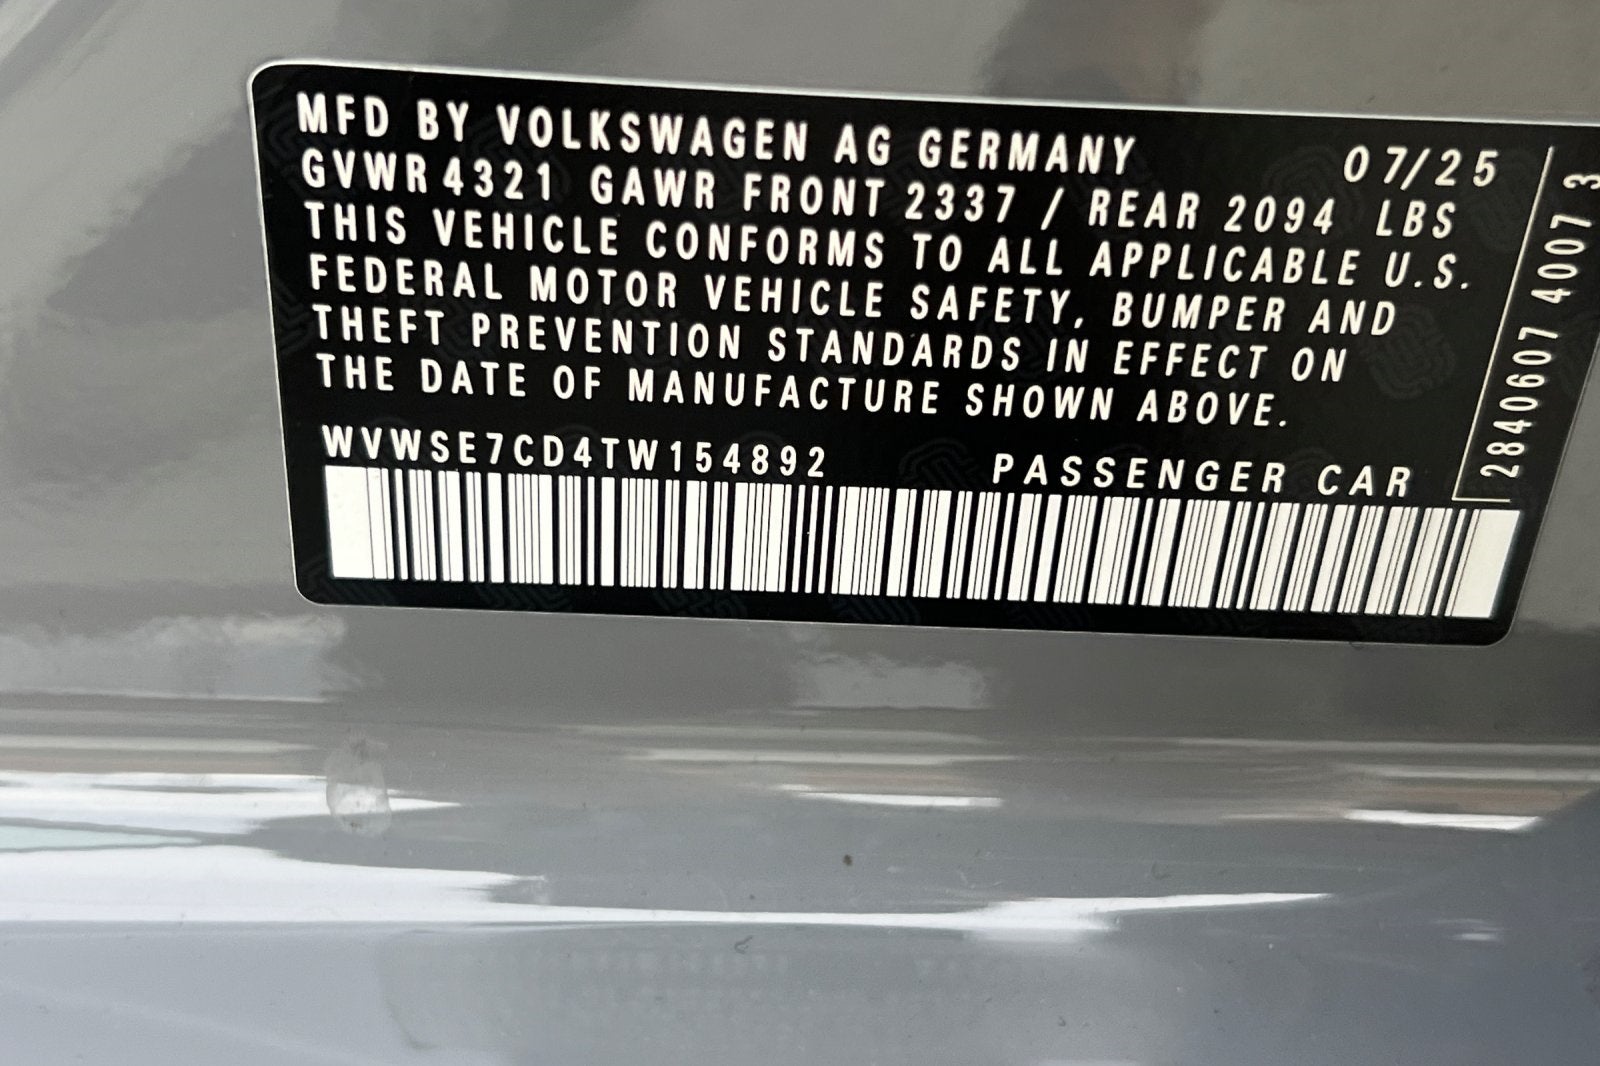 MFD BY VOLKSWAGEN AG GERMANY 07/25
GVWR 4321 GAWR FRONT 2337 / REAR 2094 LBS
THIS VEHICLE CONFORMS TO ALL APPLICABLE U.S.
FEDERAL MOTOR VEHICLE SAFETY, BUMPER AND
THEFT PREVENTION STANDARDS IN EFFECT ON
THE DATE OF MANUFACTURE SHOWN ABOVE.
WVWSE7CD4TW154892 PASSENGER CAR
2840607 4007 3